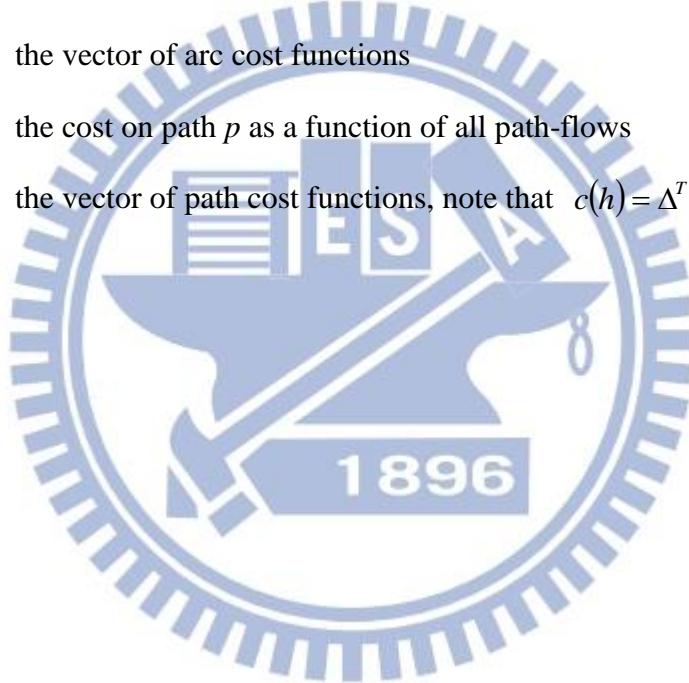 the vector of arc cost functions
the cost on path p as a function of all path-flows
the vector of path cost functions, note that c(h) = Δ^T
E S A
1896